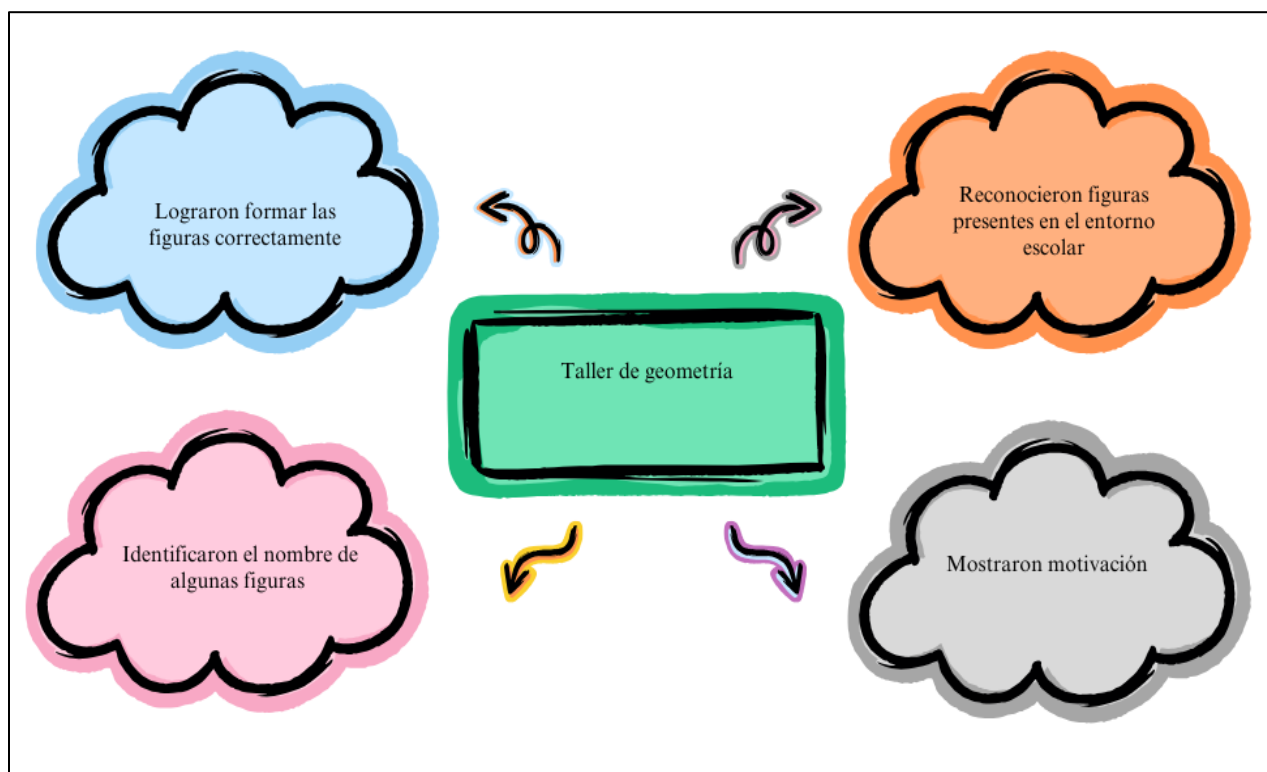 Lograron formar las
figuras correctamente
Reconocieron figuras
presentes en el entorno
escolar
Taller de geometría
Identificaron el nombre de
algunas figuras
Mostraron motivación